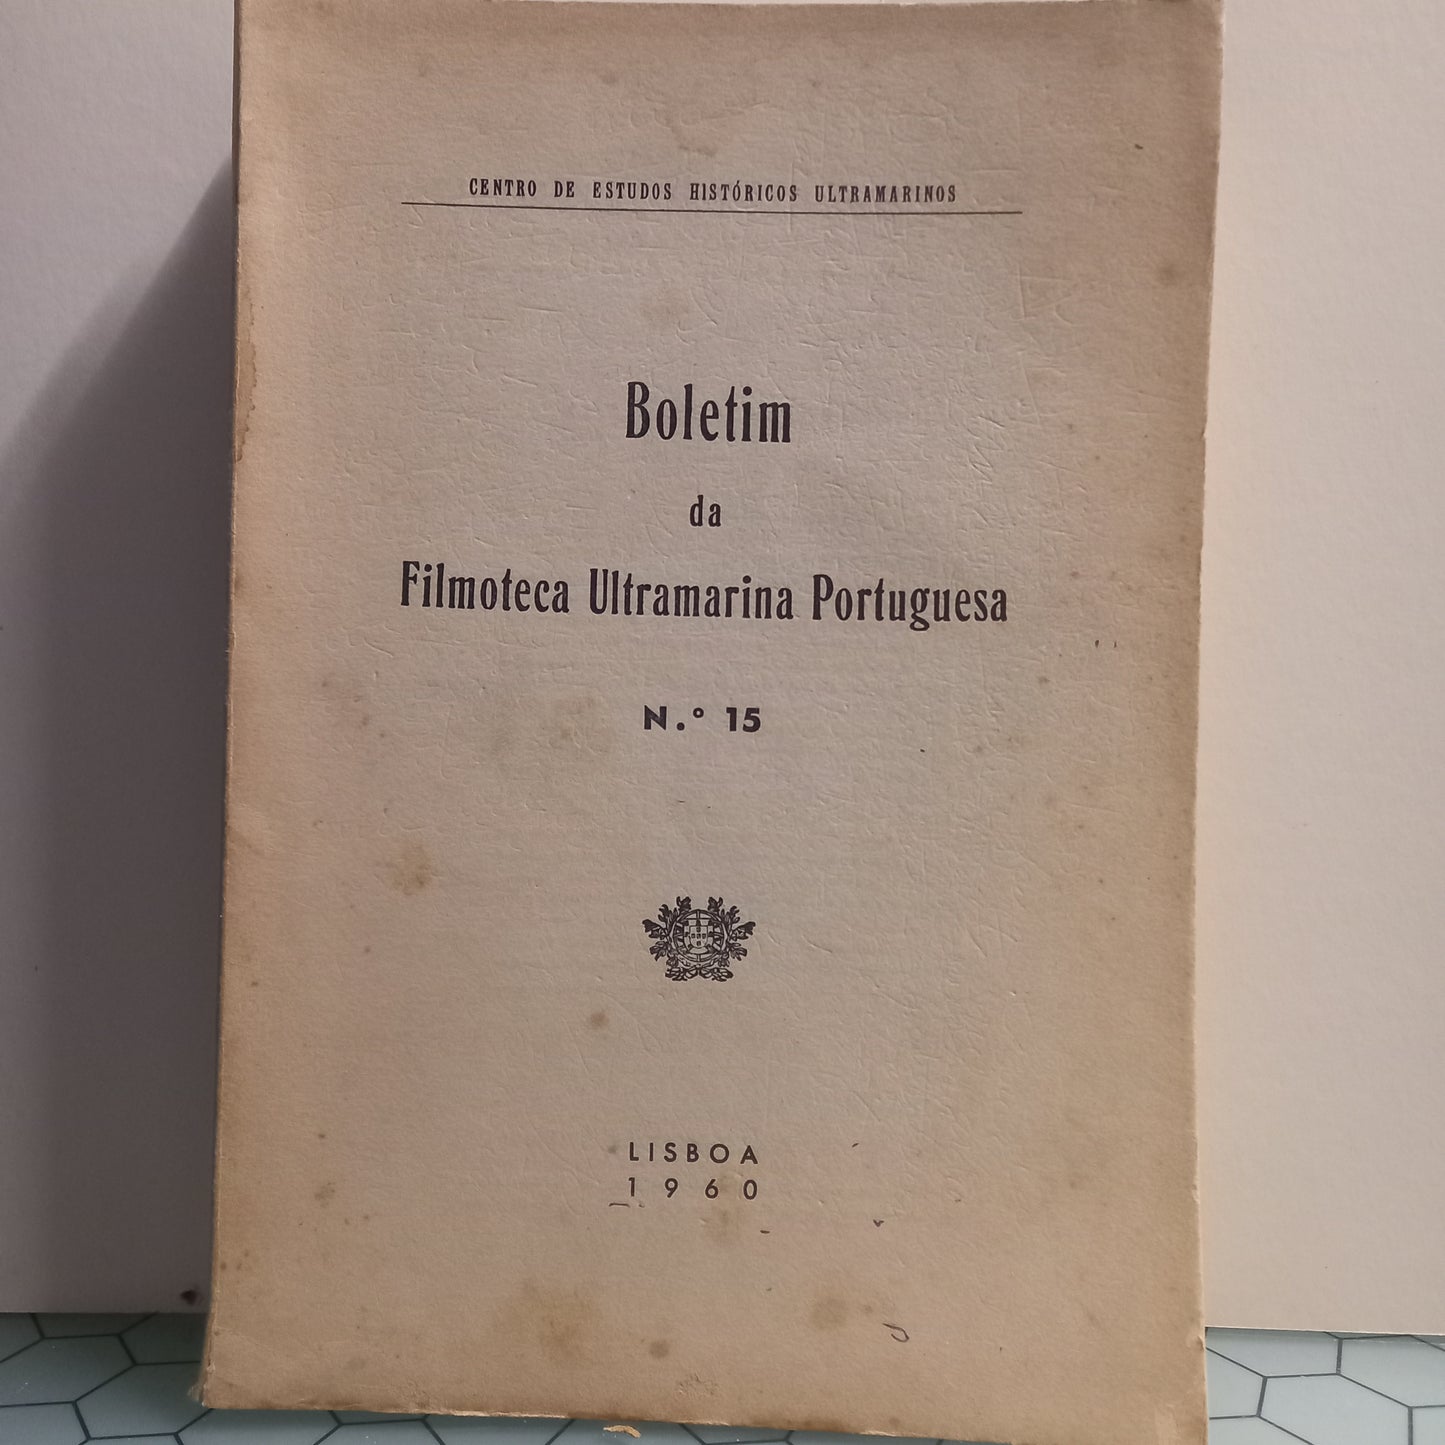 CENTRO DE ESTUDOS HISTÓRICOS ULTRAMARINOS
Boletim
da
Filmoteca Ultramarina Portuguesa
N.º 15
LISBOA
1960